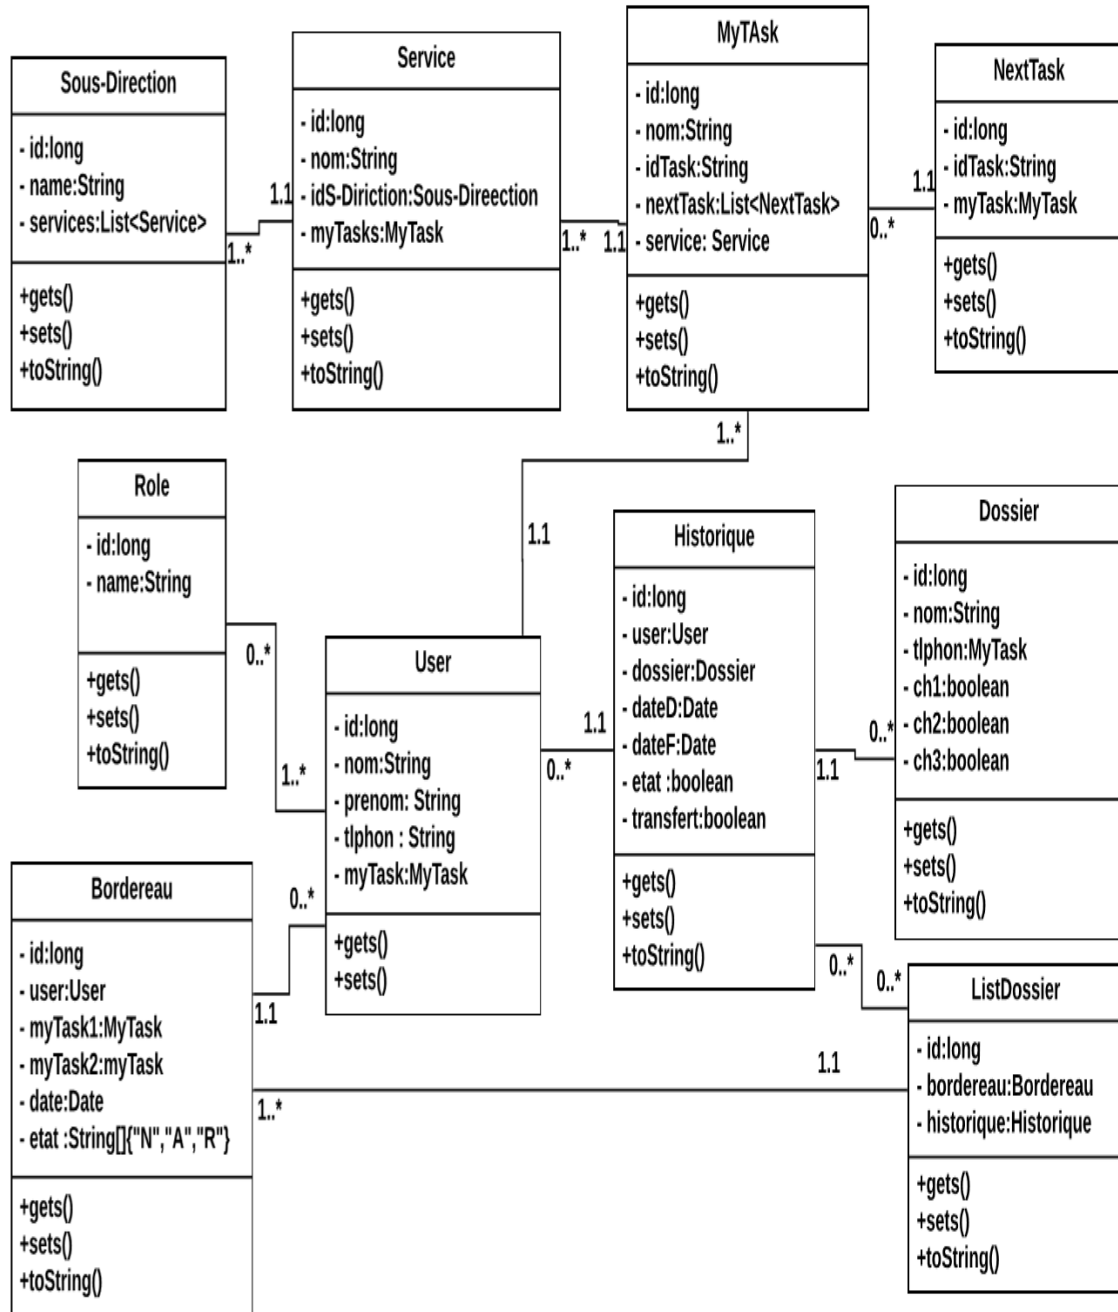 Sous-Direction
- id:long
- name:String
- services:List<Service>
+gets()
+sets()
+toString()
1..*
1.1
Service
- id:long
- nom:String
- idS-Diriction:Sous-Direection
- myTasks:MyTask
+gets()
+sets()
+toString()
1..*
1.1
MyTAsk
- id:long
- nom:String
- idTask:String
- nextTask:List<NextTask>
- service: Service
+gets()
+sets()
+toString()
0..*
1.1
NextTask
- id:long
- idTask:String
- myTask:MyTask
+gets()
+sets()
+toString()
1..*
1.1
Role
- id:long
- name:String
+gets()
+sets()
+toString()
0..*
1..*
User
- id:long
- nom:String
- prenom: String
- tlphon : String
- myTask:MyTask
+gets()
+sets()
0..*
1.1
Historique
- id:long
- user:User
- dossier:Dossier
- dateD:Date
- dateF:Date
- etat :boolean
- transfert:boolean
+gets()
+sets()
+toString()
1.1
0..*
Dossier
- id:long
- nom:String
- tlphon:MyTask
- ch1:boolean
- ch2:boolean
- ch3:boolean
+gets()
+sets()
+toString()
Bordereau
- id:long
- user:User
- myTask1:MyTask
- myTask2:myTask
- date:Date
- etat :String[]{"N","A","R"}
+gets()
+sets()
+toString()
0..*
1.1
1..*
1.1
0..*
0..*
ListDossier
- id:long
- bordereau:Bordereau
- historique:Historique
+gets()
+sets()
+toString()